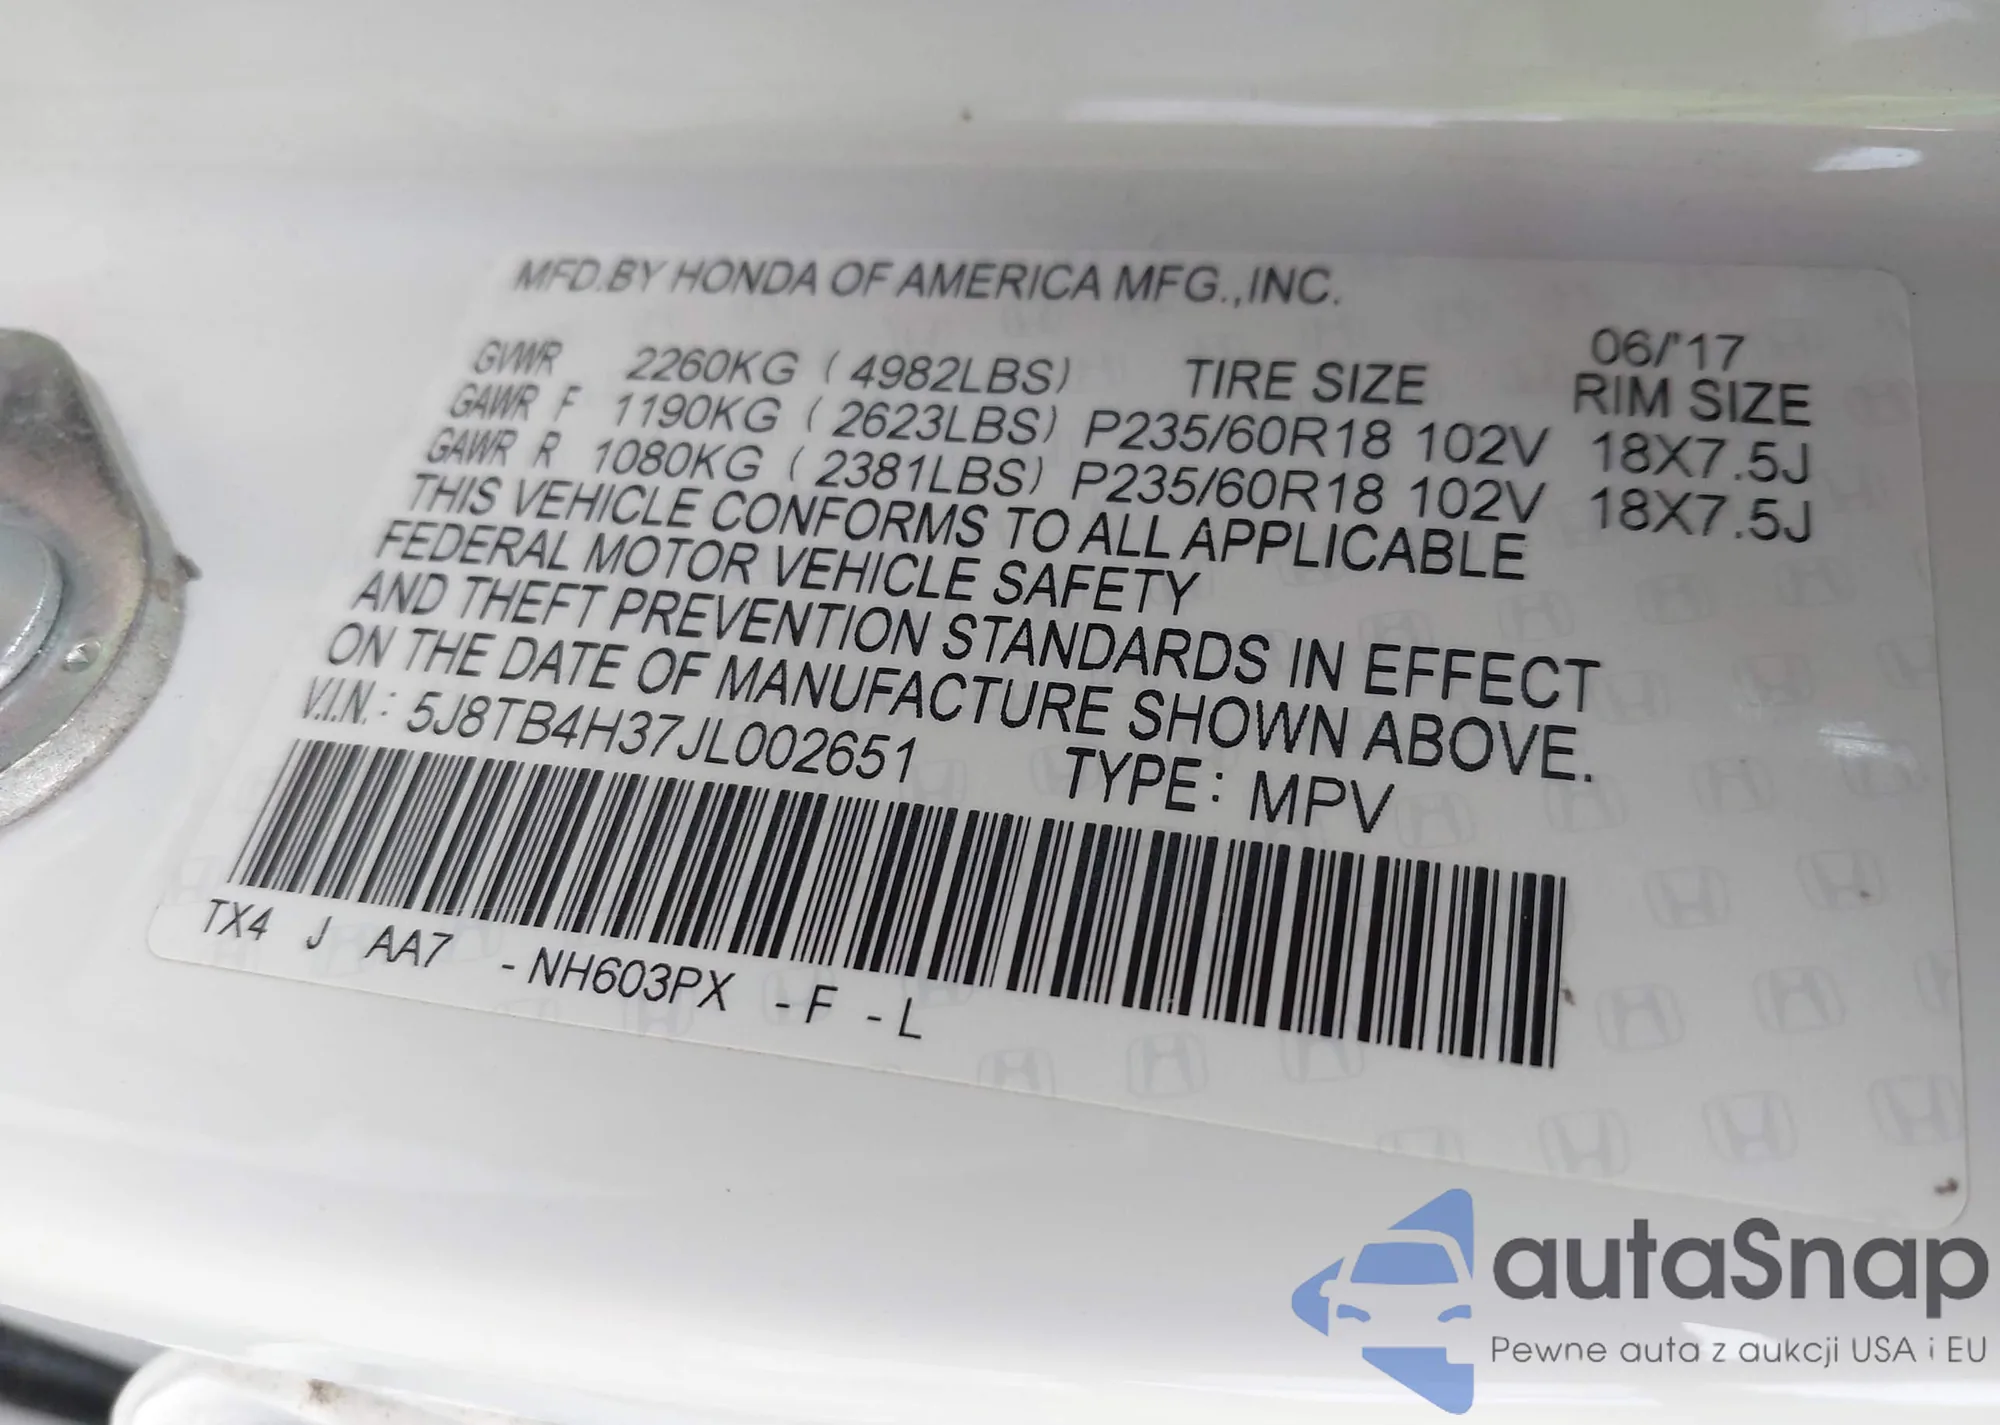 MFD.BY HONDA OF AMERICA MFG.,INC.
06/'17
GVWR 2260KG ( 4982LBS) TIRE SIZE RIM SIZE
GAWR F 1190KG ( 2623LBS) P235/60R18 102V 18X7.5J
GAWR R 1080KG ( 2381LBS) P235/60R18 102V 18X7.5J
THIS VEHICLE CONFORMS TO ALL APPLICABLE
FEDERAL MOTOR VEHICLE SAFETY
AND THEFT PREVENTION STANDARDS IN EFFECT
ON THE DATE OF MANUFACTURE SHOWN ABOVE.
V.I.N.: 5J8TB4H37JL002651 TYPE: MPV
TX4 J AA7 -NH603PX -F -L
autaSnap
Pewne auta z aukcji USA i EU